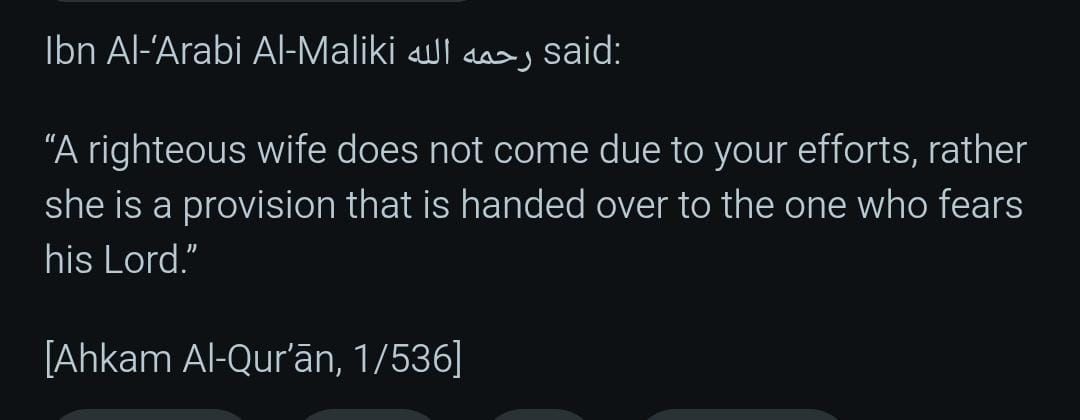 Ibn Al-‘Arabi Al-Maliki رحمه الله said:
“A righteous wife does not come due to your efforts, rather
she is a provision that is handed over to the one who fears
his Lord.”
[Ahkam Al-Qur’ān, 1/536]